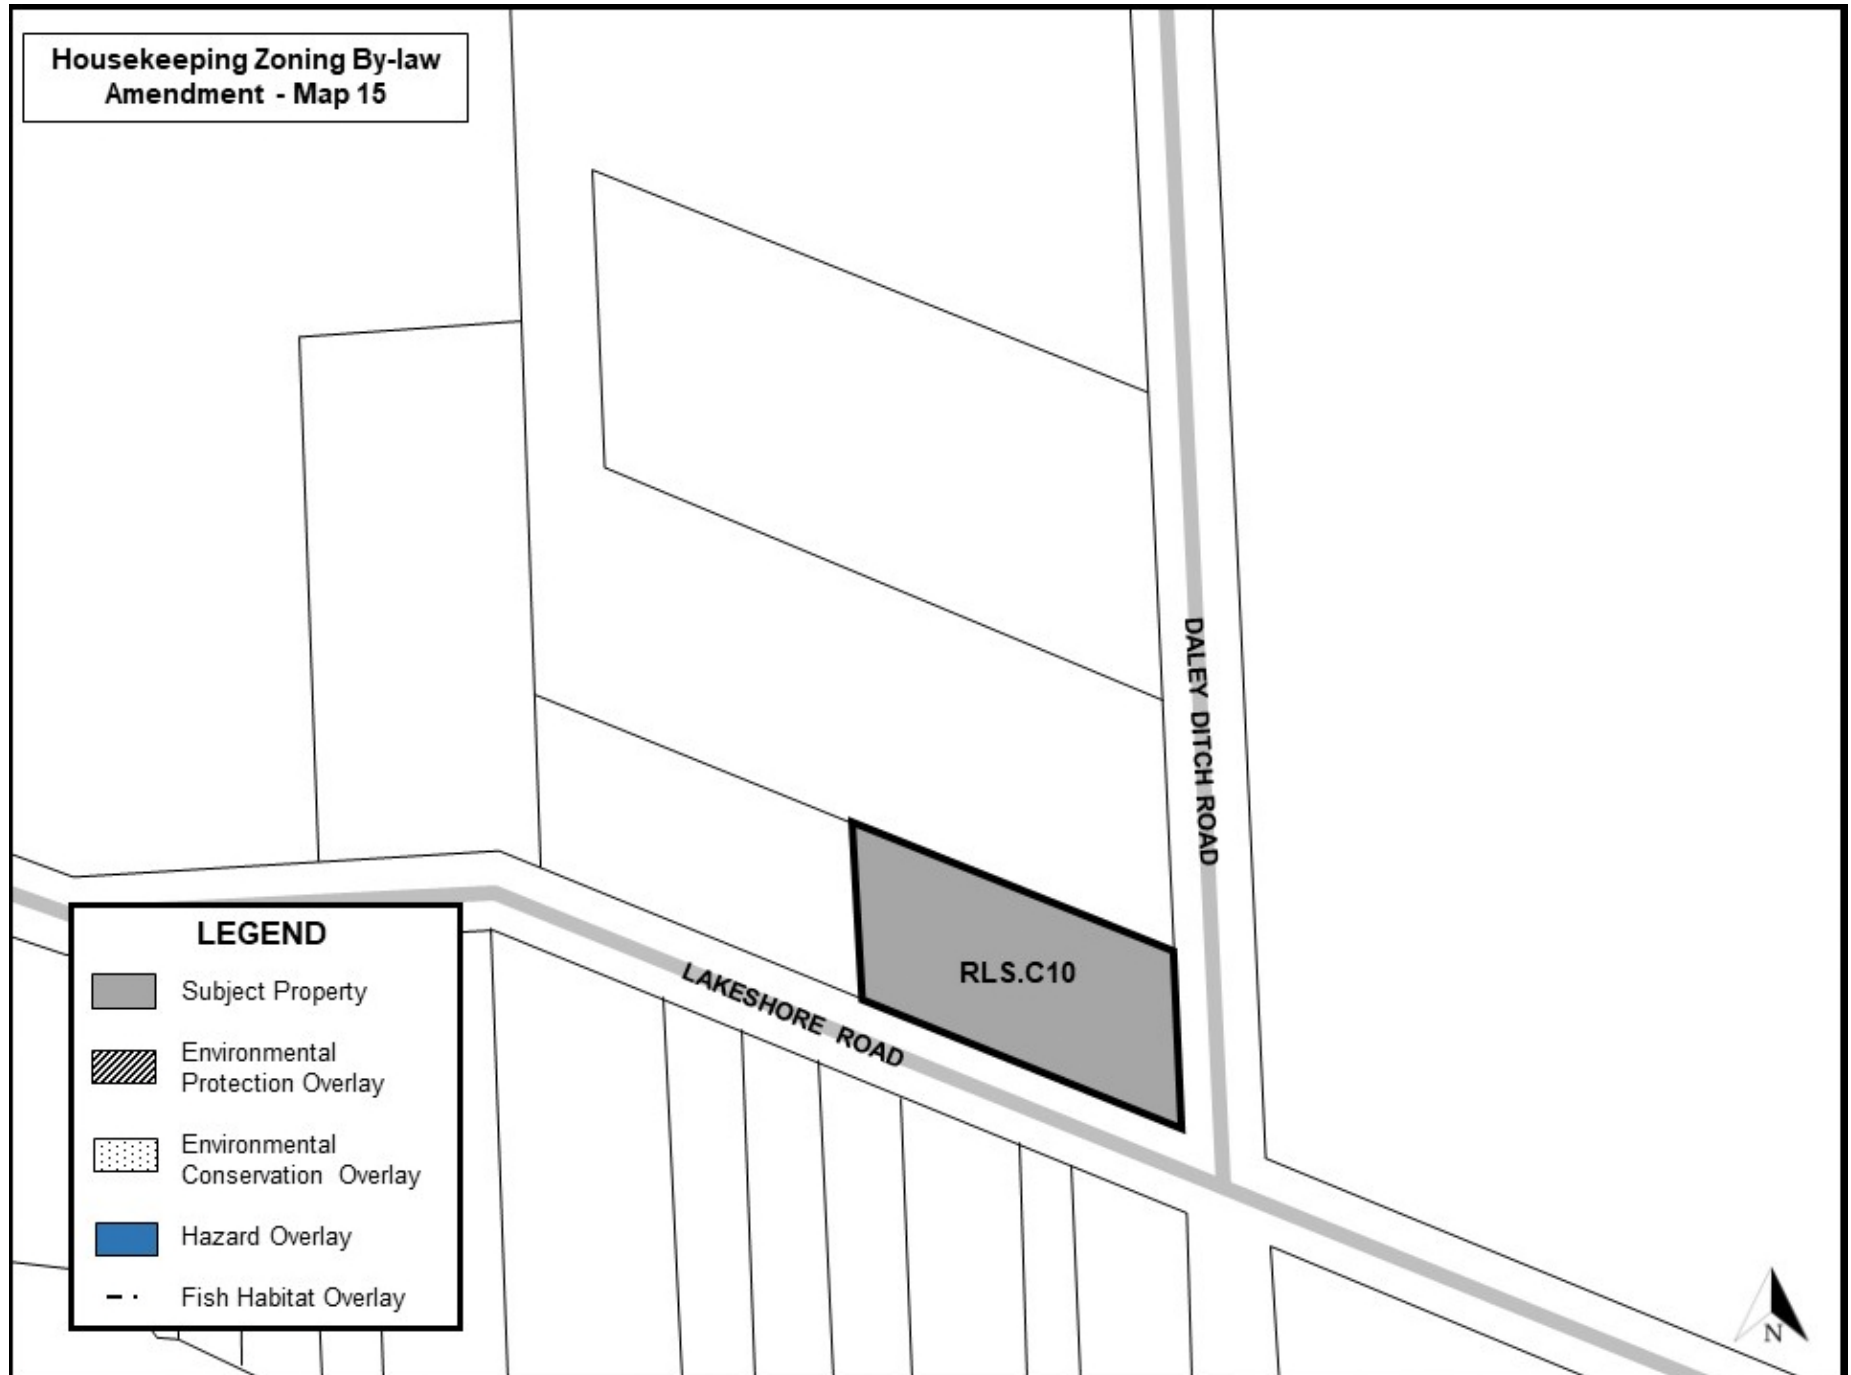 Housekeeping Zoning By-law
Amendment - Map 15
DALEY DITCH ROAD
RLS.C10
LAKESHORE ROAD
LEGEND
Subject Property
Environmental
Protection Overlay
Environmental
Conservation Overlay
Hazard Overlay
Fish Habitat Overlay
N